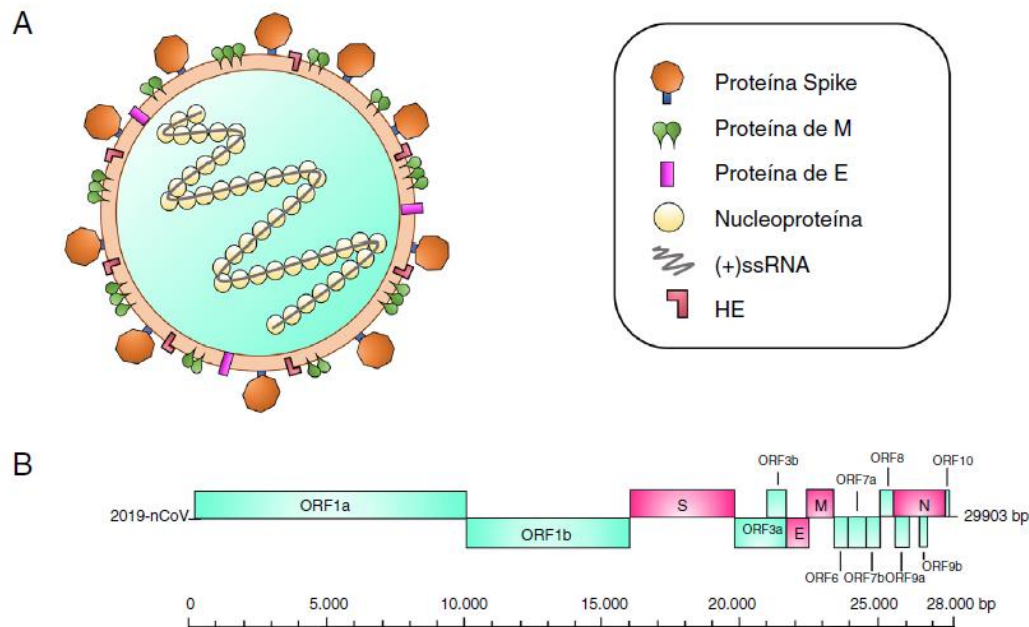 A
Proteína Spike
Proteína de M
Proteína de E
Nucleoproteína
(+)ssRNA
HE
B
ORF3b
ORF8
ORF10
ORF7a
2019-nCoV
ORF1a
S
M
N
29903 bp
ORF1b
ORF3a
E
ORF9b
ORF6
ORF7b
ORF9a
0
5.000
10.000
15.000
20.000
25.000
28.000 bp